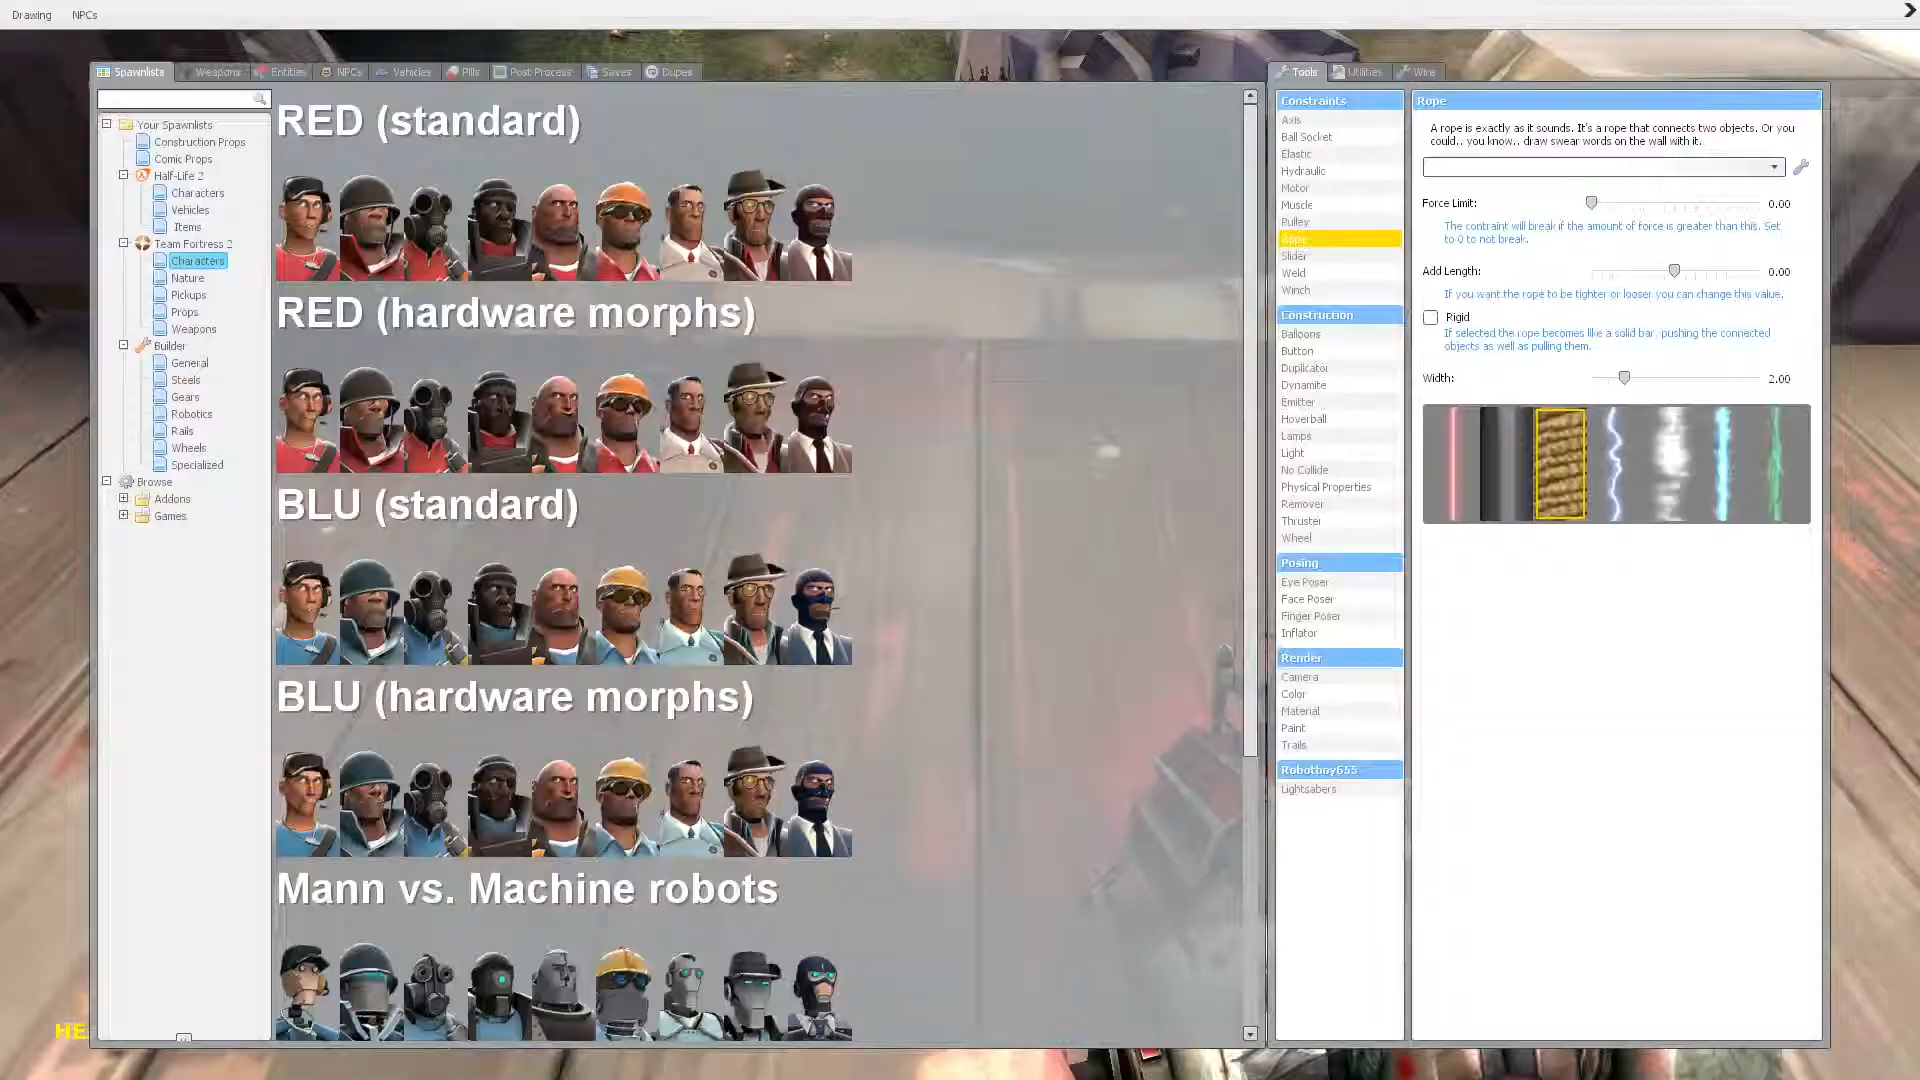 Drawing NPCs
Spawnlists Weapons Entities NPCs Vehicles Pills Post Process Saves Dupes
Your Spawnlists
Construction Props
Comic Props
Half-Life 2
Characters
Vehicles
Items
Team Fortress 2
Characters
Nature
Pickups
Props
Weapons
Builder
General
Steels
Gears
Robotics
Rails
Wheels
Specialized
Browse
Addons
Games
RED (standard)
RED (hardware morphs)
BLU (standard)
BLU (hardware morphs)
Mann vs. Machine robots
Tools Utilities Wire
Constraints
Axis
Ball Socket
Elastic
Hydraulic
Motor
Muscle
Pulley
Rope
Slider
Weld
Winch
Construction
Balloons
Button
Duplicator
Dynamite
Emitter
Hoverball
Lamps
Light
No Collide
Physical Properties
Remover
Thruster
Wheel
Posing
Eye Poser
Face Poser
Finger Poser
Inflator
Render
Camera
Color
Material
Paint
Trails
Robotboy655
Lightsabers
Rope
A rope is exactly as it sounds. It's a rope that connects two objects. Or you
could.. you know.. draw swear words on the wall with it.
Force Limit: 0.00
The contraint will break if the amount of force is greater than this. Set
to 0 to not break.
Add Length: 0.00
If you want the rope to be tighter or looser you can change this value.
Rigid
If selected the rope becomes like a solid bar, pushing the connected
objects as well as pulling them.
Width: 2.00
HE